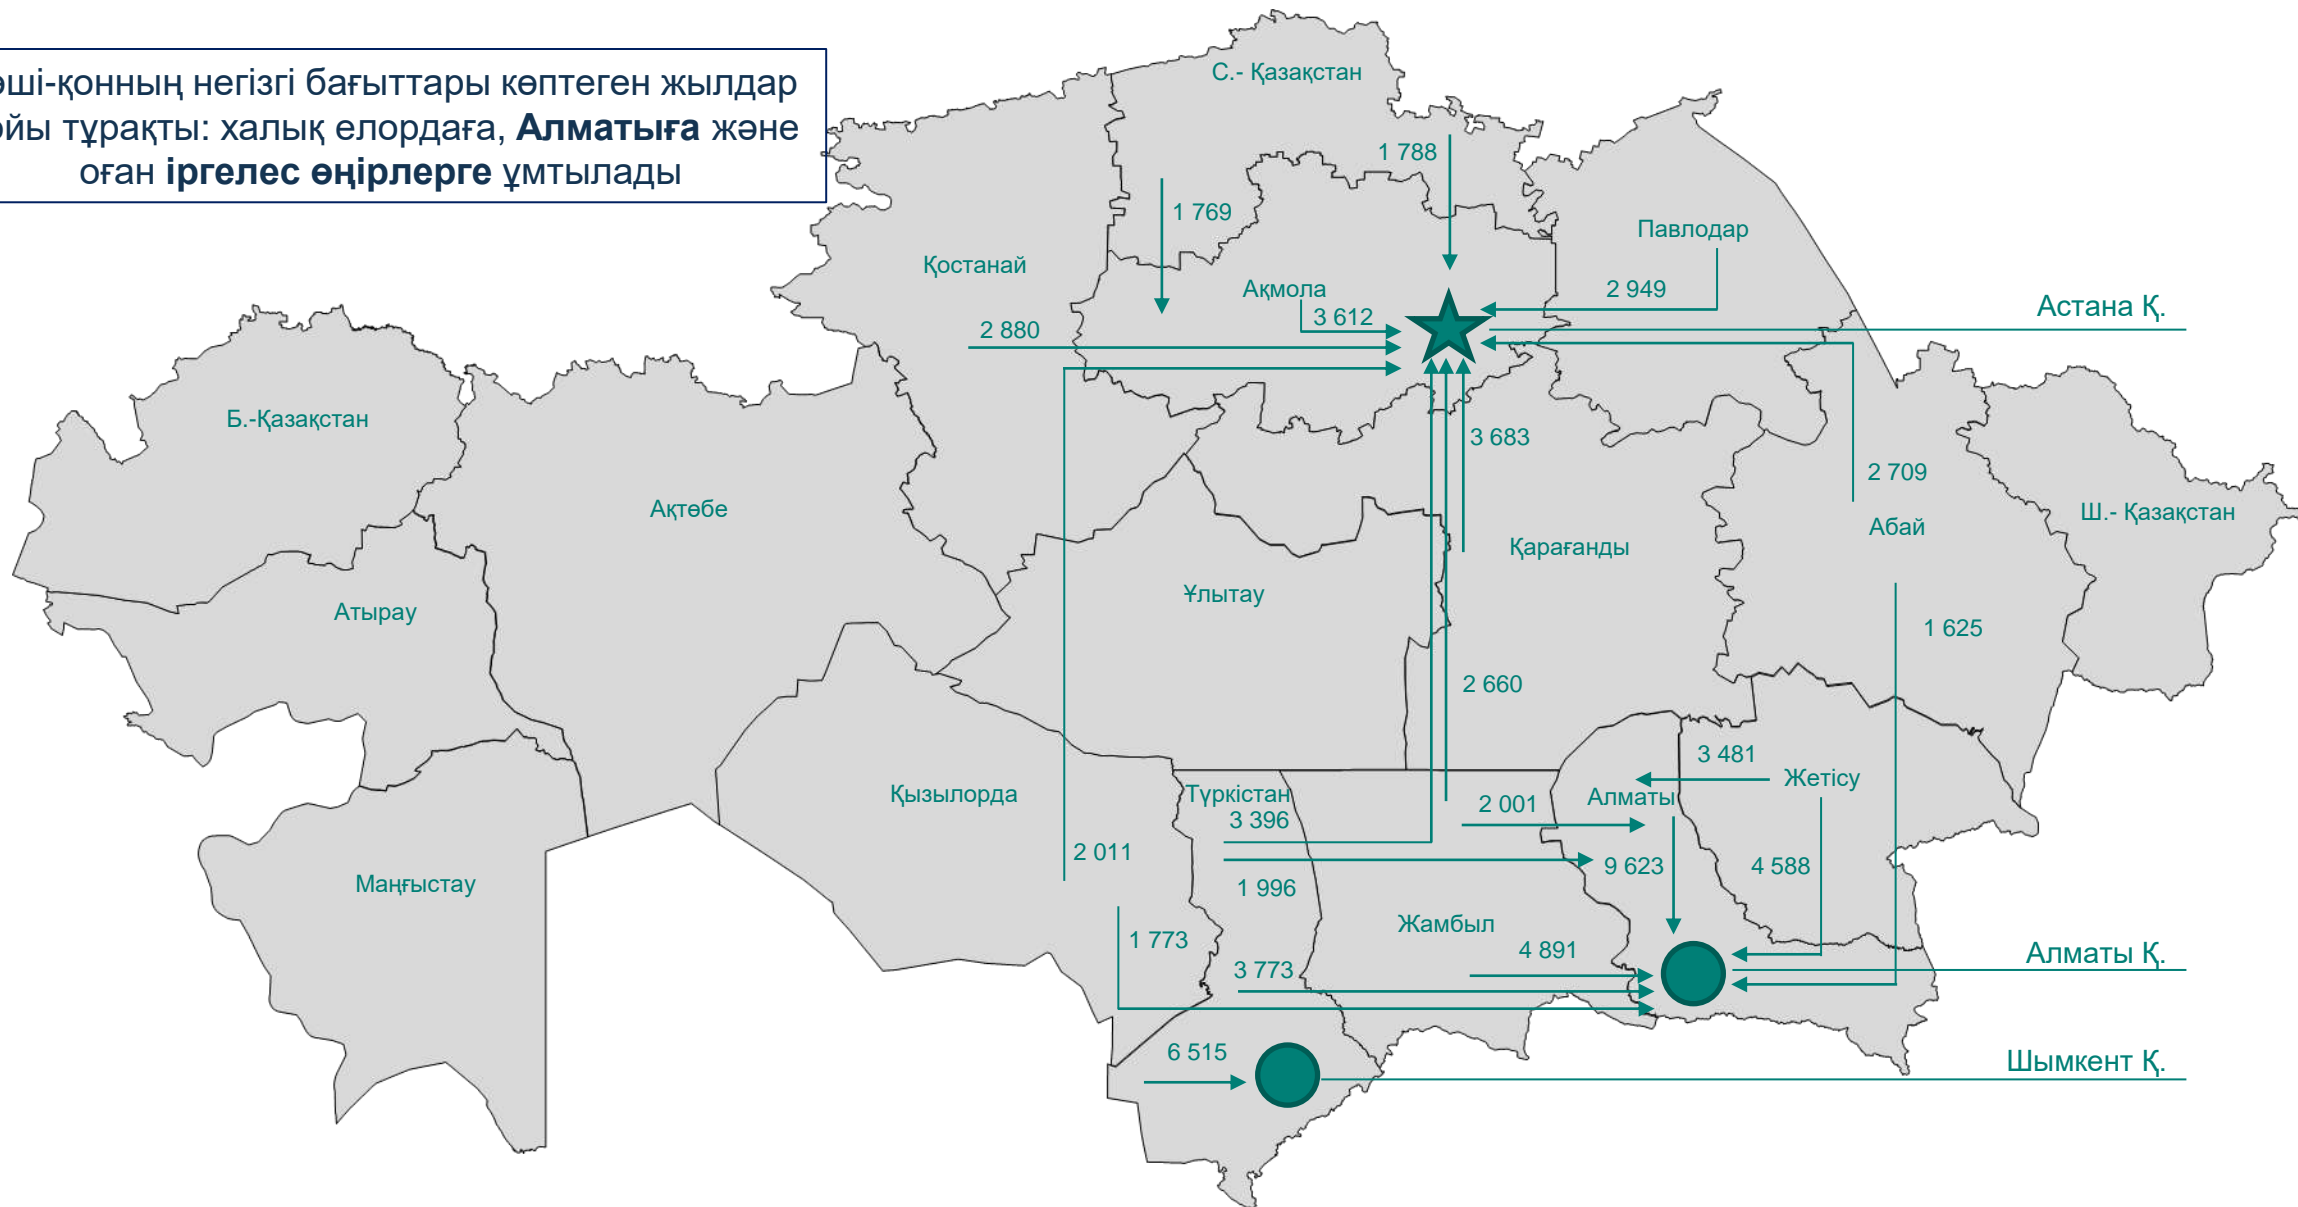 өші-қонның негізгі бағыттары көптеген жылдар
ойы тұрақты: халық елордаға, Алматыға және
оған іргелес өңірлерге ұмтылады
С.- Қазақстан
1 788
1 769
Павлодар
Қостанай
Ақмола
2 949
3 612
Астана Қ.
2 880
Б.-Қазақстан
3 683
2 709
Ақтөбе
Абай
Ш.- Қазақстан
Қарағанды
Ұлытау
Атырау
1 625
2 660
3 481
Жетісу
Қызылорда
Түркістан
Алматы
2 001
3 396
2 011
9 623
4 588
Маңғыстау
1 996
Жамбыл
1 773
4 891
Алматы Қ.
3 773
6 515
Шымкент Қ.